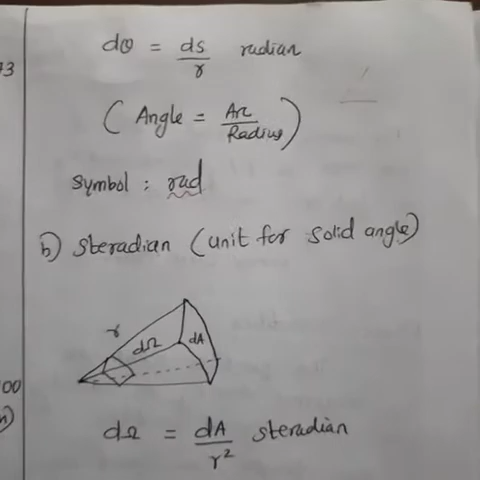 dθ = ds/r radian
(Angle = Arc/Radius)
Symbol : rad
b) Steradian (unit for solid angle)
r
dΩ
dA
dΩ = dA/r² Steradian